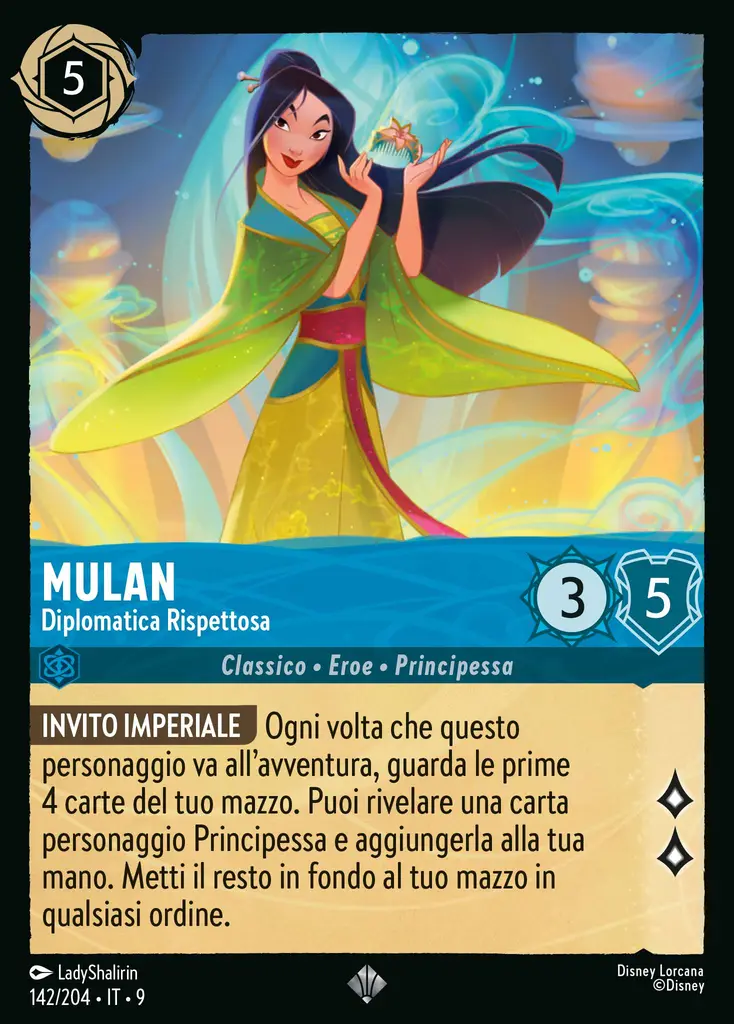 5
MULAN
Diplomatica Rispettosa
3
5
Classico • Eroe • Principessa
INVITO IMPERIALE Ogni volta che questo
personaggio va all'avventura, guarda le prime
4 carte del tuo mazzo. Puoi rivelare una carta
personaggio Principessa e aggiungerla alla tua
mano. Metti il resto in fondo al tuo mazzo in
qualsiasi ordine.
LadyShalirin
142/204 • IT • 9
Disney Lorcana
©Disney